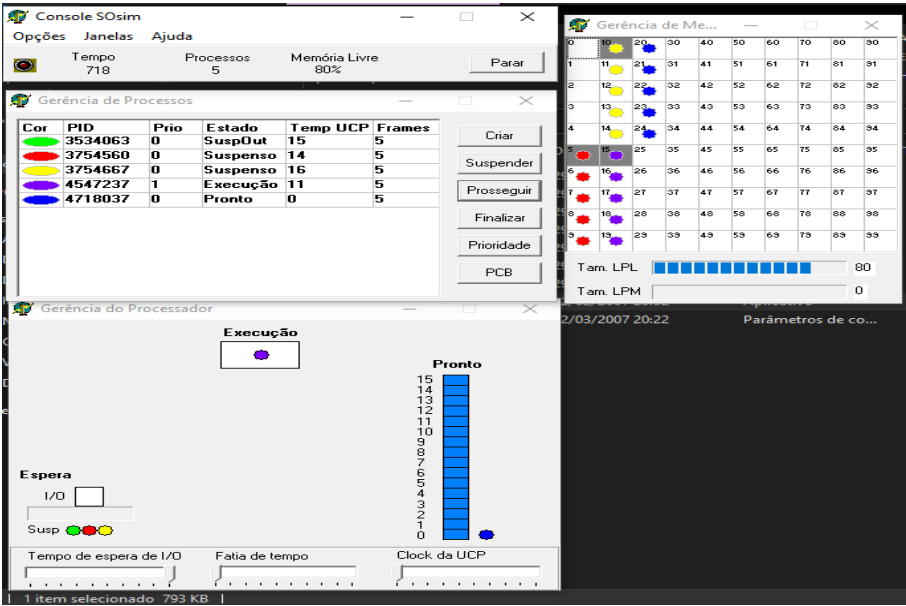 Console SOsim
Opções Janelas Ajuda
Tempo Processos Memória Livre
718 5 80%
Parar
Gerência de Processos
Cor PID Prio Estado Temp UCP Frames
3534063 0 SuspOut 15 5
3754560 0 Suspenso 14 5
3754667 0 Suspenso 16 5
4547237 1 Execução 11 5
4718037 0 Pronto 0 5
Criar
Suspender
Prosseguir
Finalizar
Prioridade
PCB
Gerência do Processador
Execução
Pronto
15
14
13
12
11
10
9
8
7
6
5
4
3
2
1
0
Espera
I/O
Susp
Tempo de espera de I/O Fatia de tempo Clock da UCP
1 item selecionado 793 KB
Gerência de Me...
0 10 20 30 40 50 60 70 80 90
1 11 21 31 41 51 61 71 81 91
2 12 22 32 42 52 62 72 82 92
3 13 23 33 43 53 63 73 83 93
4 14 24 34 44 54 64 74 84 94
5 15 25 35 45 55 65 75 85 95
6 16 26 36 46 56 66 76 86 96
7 17 27 37 47 57 67 77 87 97
8 18 28 38 48 58 68 78 88 98
9 19 29 39 49 59 69 79 89 99
Tam. LPL 80
Tam. LPM 0
2/03/2007 20:22 Parâmetros de co...